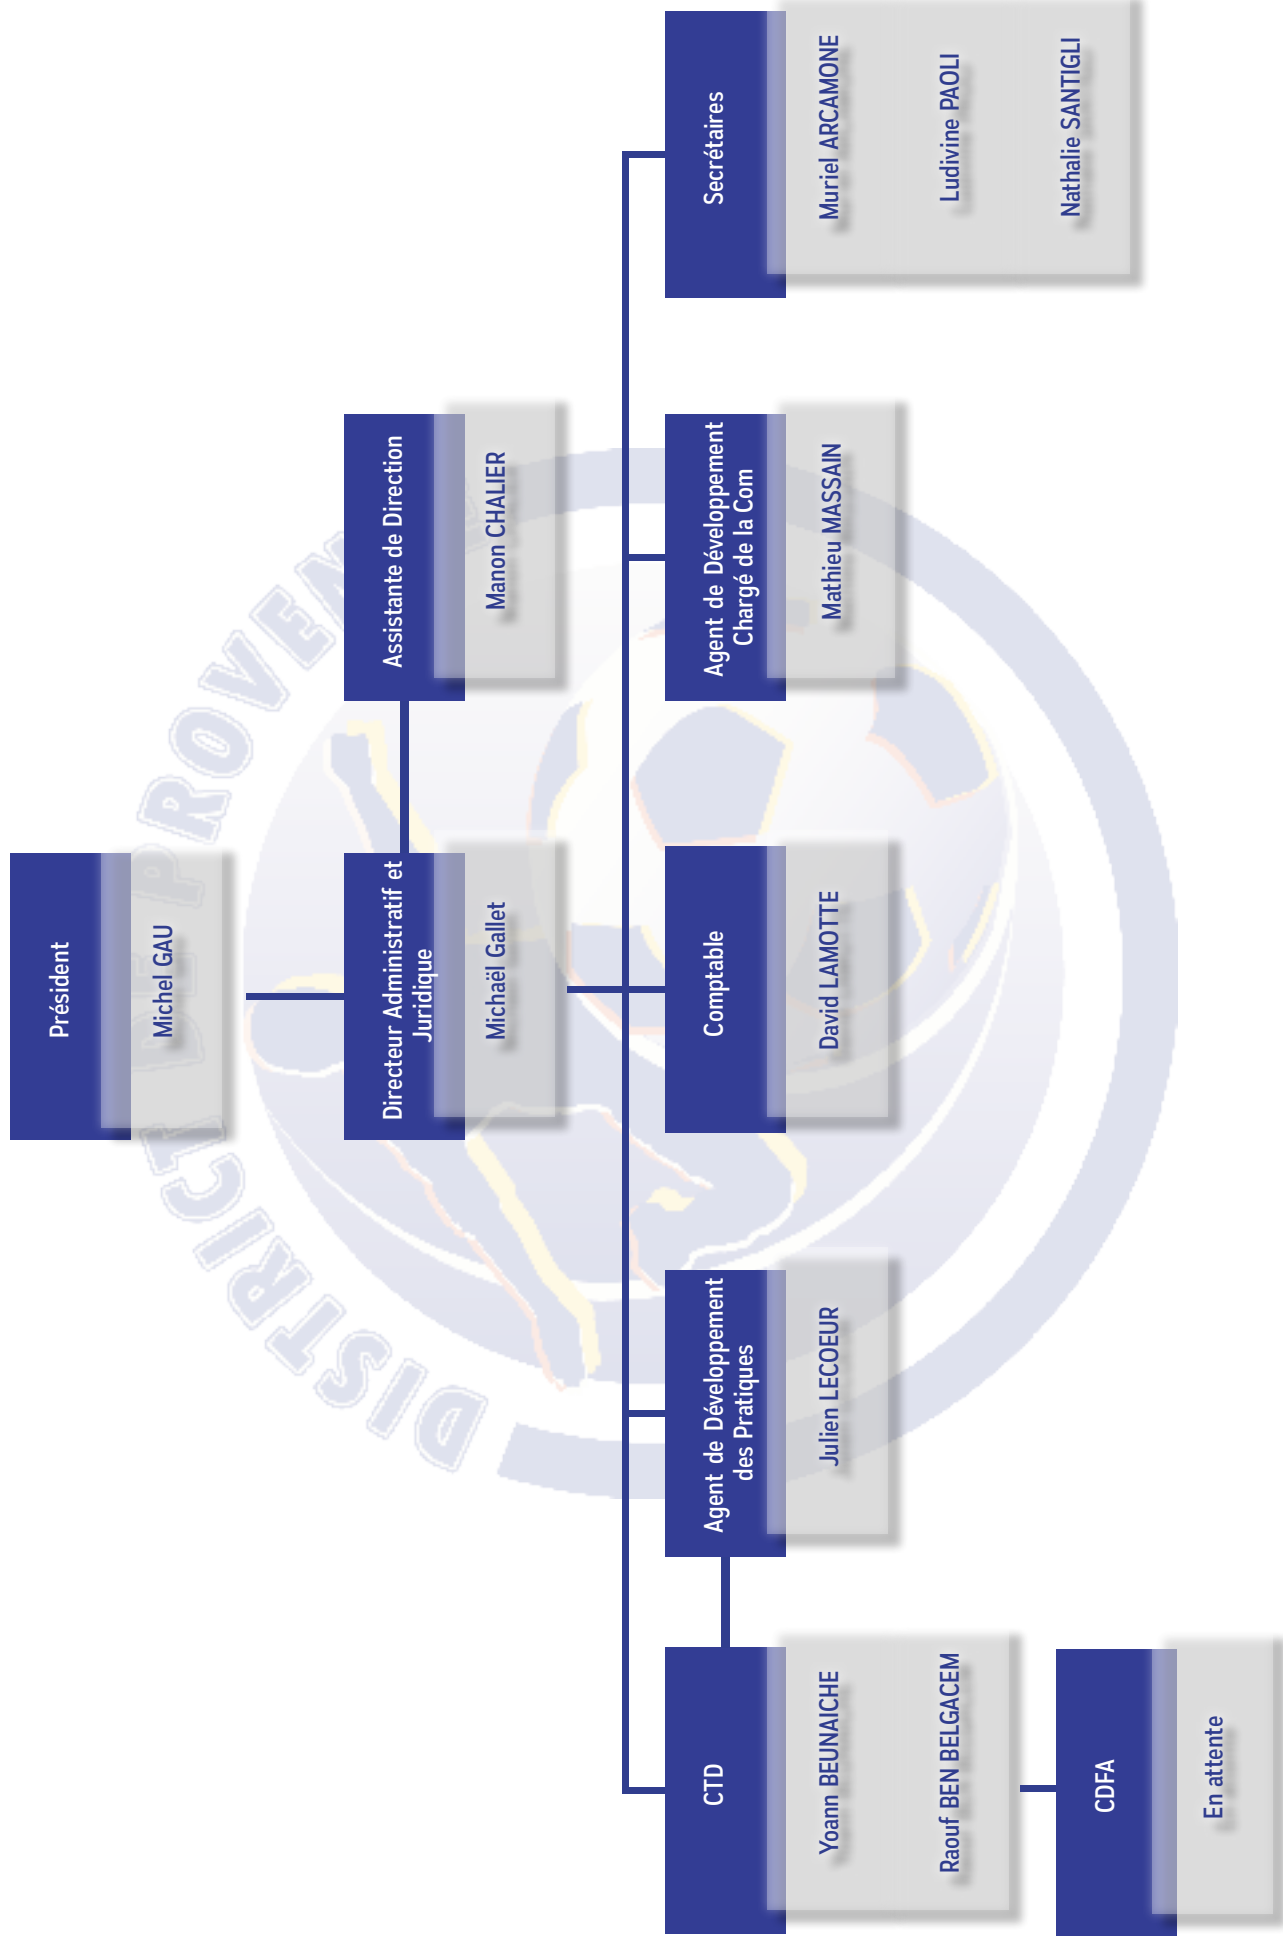 Président
Michel GAU
Directeur Administratif et
Juridique
Michaël Gallet
Assistante de Direction
Manon CHALIER
CTD
Yoann BEUNAICHE
Raouf BEN BELGACEM
CDFA
En attente
Agent de Développement
des Pratiques
Julien LECOEUR
Comptable
David LAMOTTE
Agent de Développement
Chargé de la Com
Mathieu MASSAIN
Secrétaires
Muriel ARCAMONE
Ludivine PAOLI
Nathalie SANTIGLI
DISTRICT DE